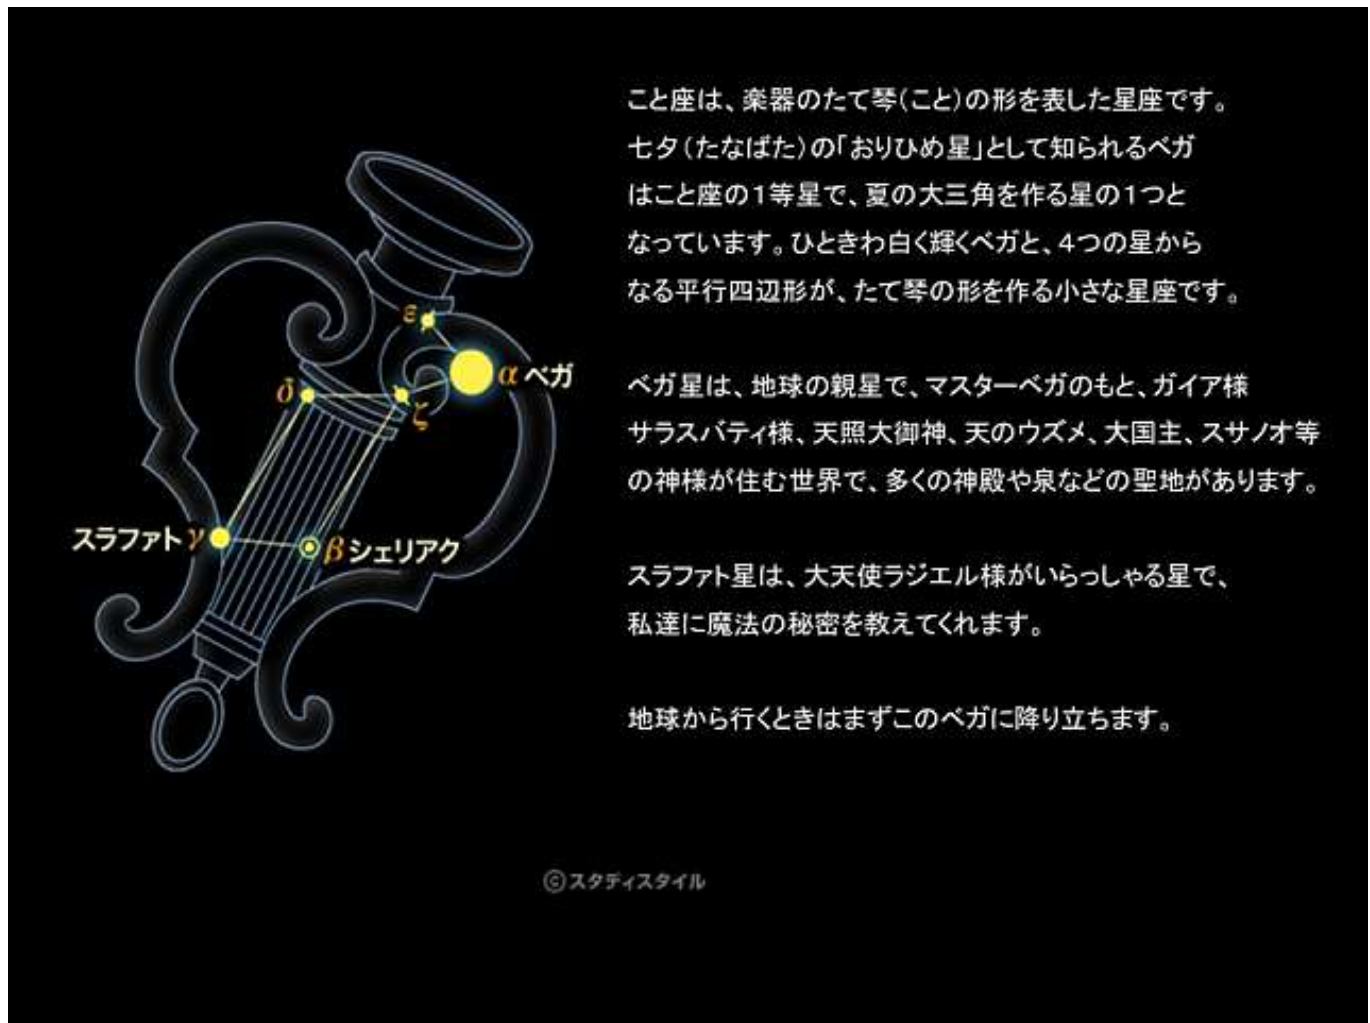 こと座は、楽器のたて琴(こと)の形を表した星座です。
七夕(たなばた)の「おりひめ星」として知られるベガ
はこと座の1等星で、夏の大三角を作る星の1つと
なっています。ひときわ白く輝くベガと、4つの星から
なる平行四辺形が、たて琴の形を作る小さな星座です。
ベガ星は、地球の親星で、マスターベガのもと、ガイア様
サラスバティ様、天照大御神、天のウズメ、大国主、スサノオ等
の神様が住む世界で、多くの神殿や泉などの聖地があります。
スラファト星は、大天使ラジエル様がいらっしゃる星で、
私達に魔法の秘密を教えてくれます。
地球から行くときはまずこのベガに降り立ちます。
ε
α ベガ
δ
ζ
スラファト γ
β シェリアク
©スタディスタイル